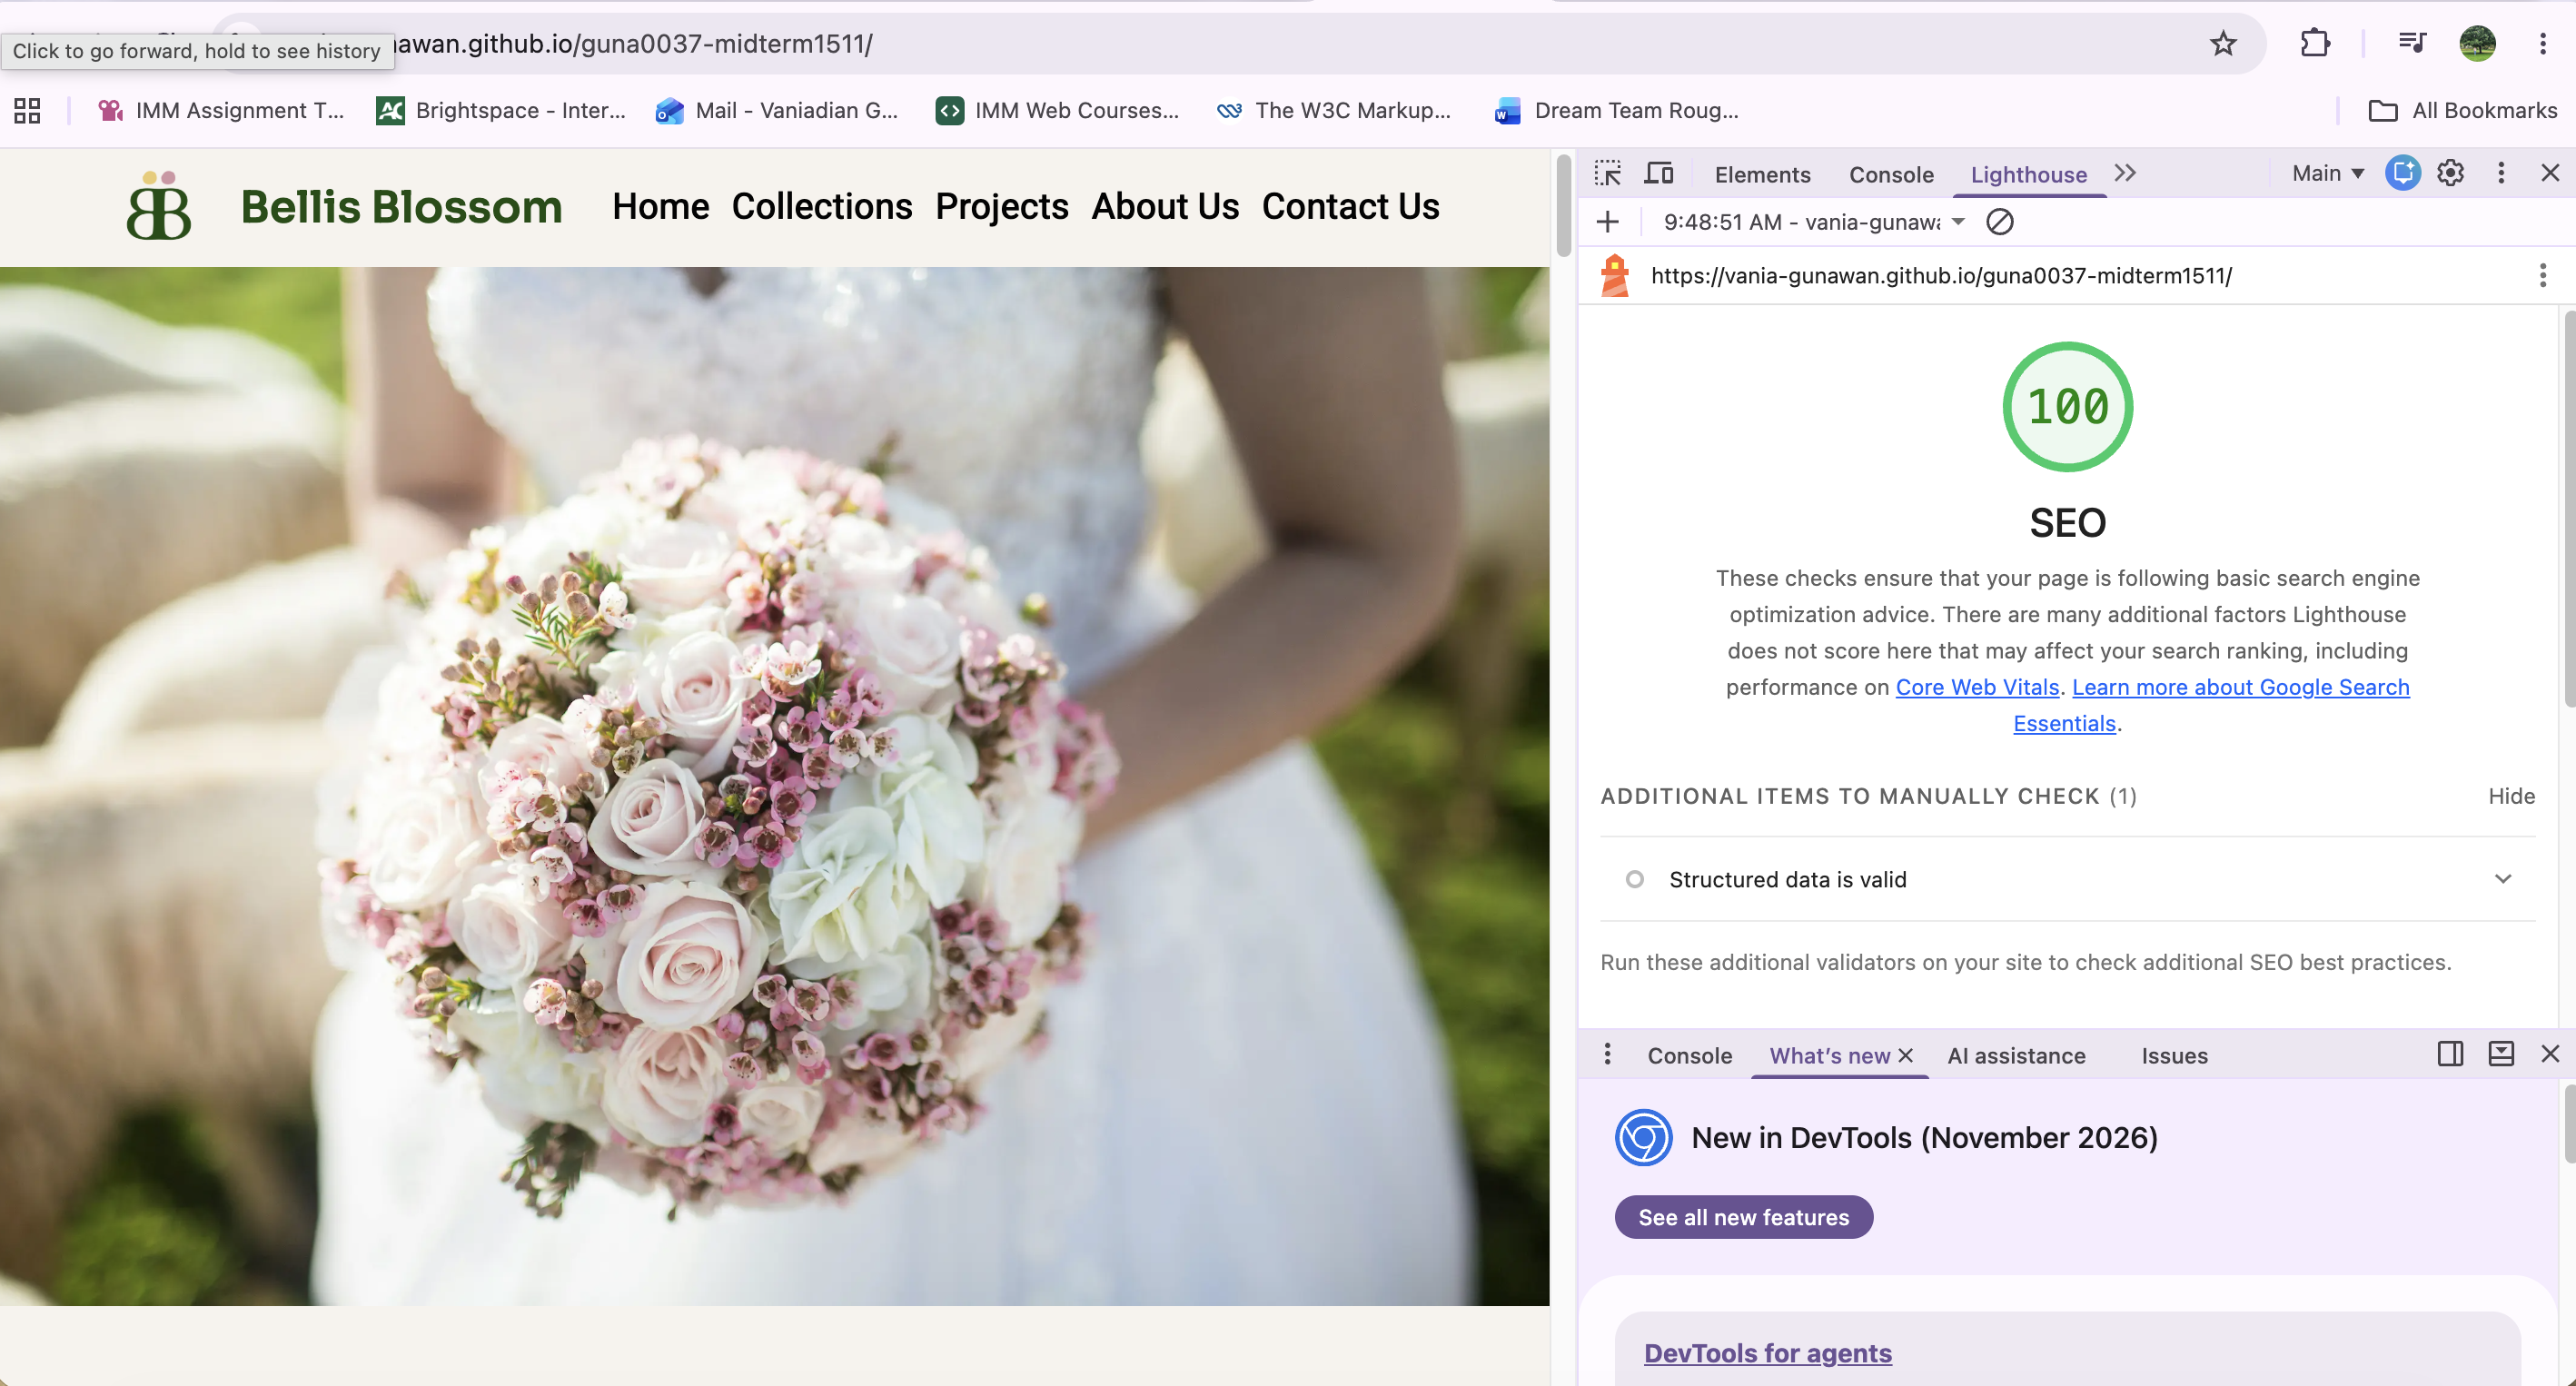 Click to go forward, hold to see history
awan.github.io/guna0037-midterm1511/
IMM Assignment T...
Brightspace - Inter...
Mail - Vaniadian G...
IMM Web Courses...
The W3C Markup...
Dream Team Roug...
All Bookmarks
Bellis Blossom
Home
Collections
Projects
About Us
Contact Us
Elements
Console
Lighthouse
Main
9:48:51 AM - vania-gunawa
https://vania-gunawan.github.io/guna0037-midterm1511/
100
SEO
These checks ensure that your page is following basic search engine
optimization advice. There are many additional factors Lighthouse
does not score here that may affect your search ranking, including
performance on Core Web Vitals. Learn more about Google Search
Essentials.
ADDITIONAL ITEMS TO MANUALLY CHECK (1)
Hide
Structured data is valid
Run these additional validators on your site to check additional SEO best practices.
Console
What's new
AI assistance
Issues
New in DevTools (November 2026)
See all new features
DevTools for agents